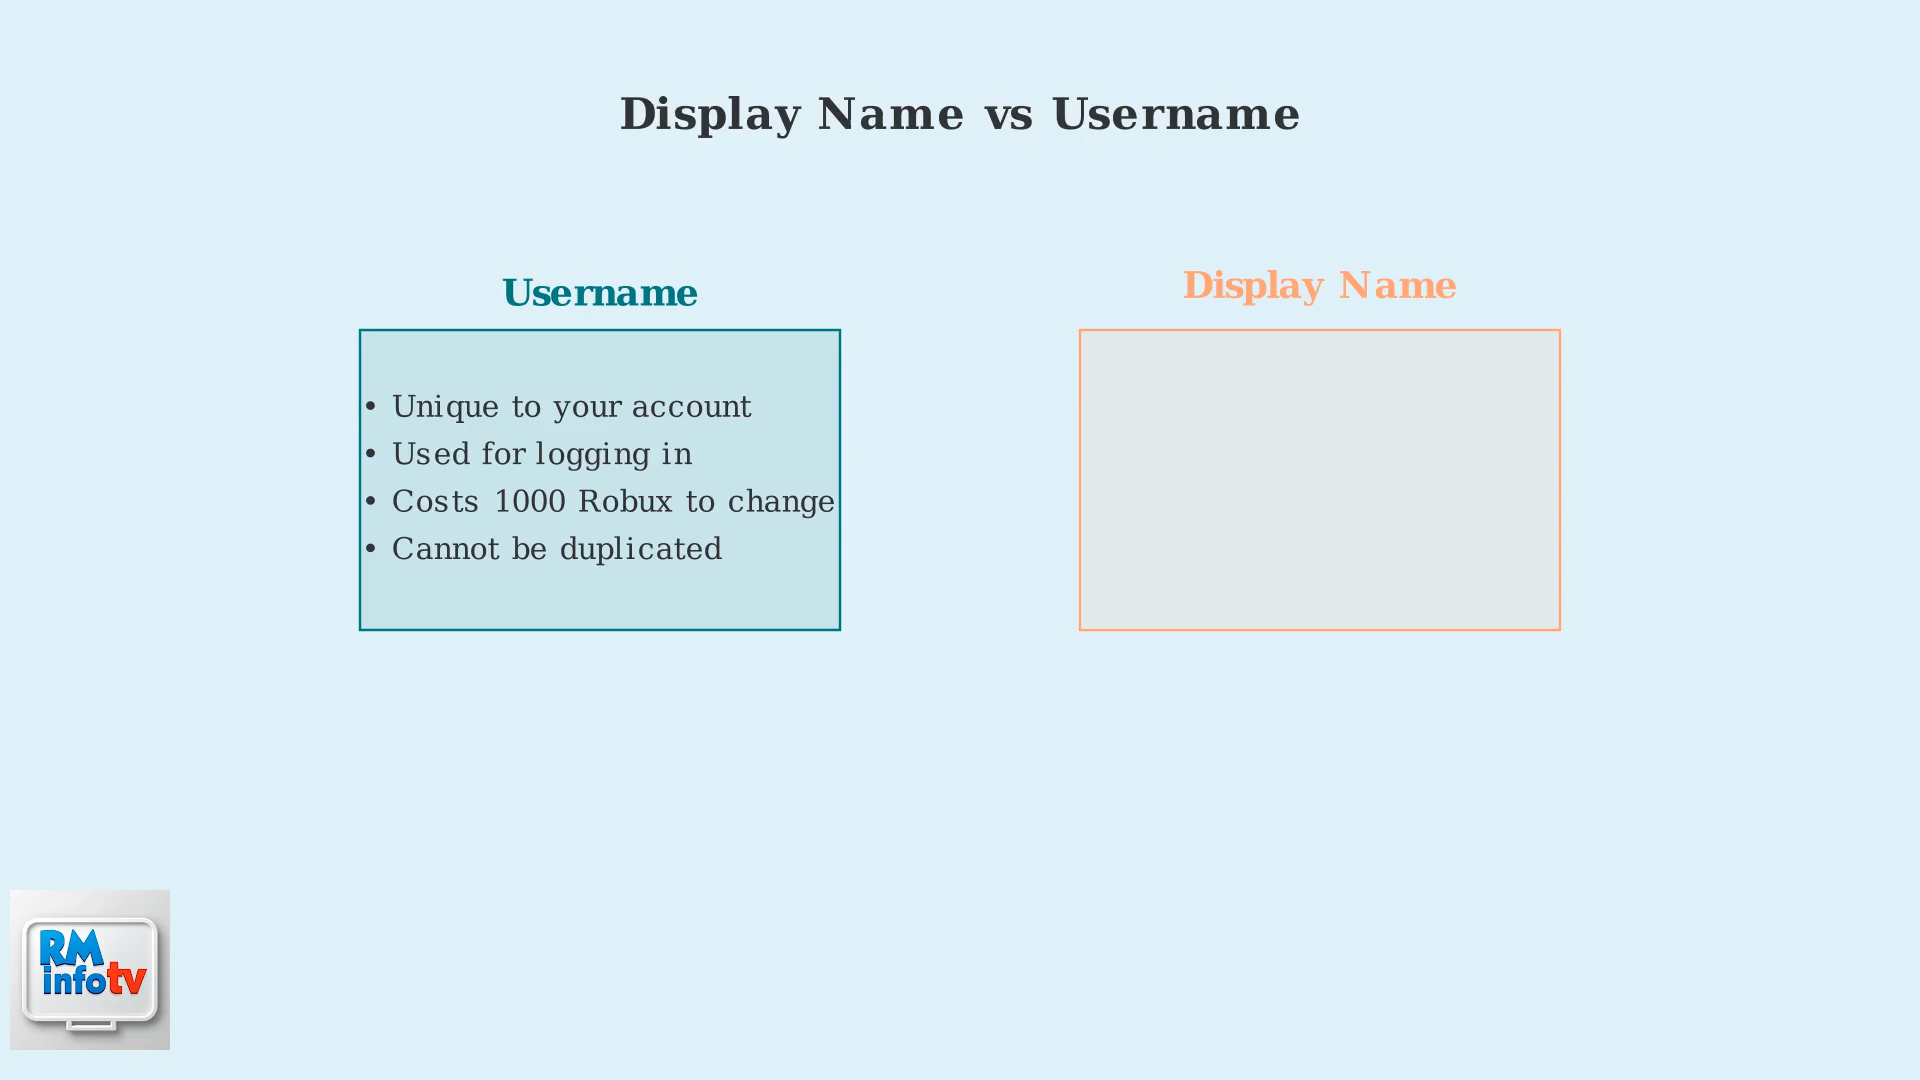 Display Name vs Username
Username
• Unique to your account
• Used for logging in
• Costs 1000 Robux to change
• Cannot be duplicated
Display Name
RM
infotv